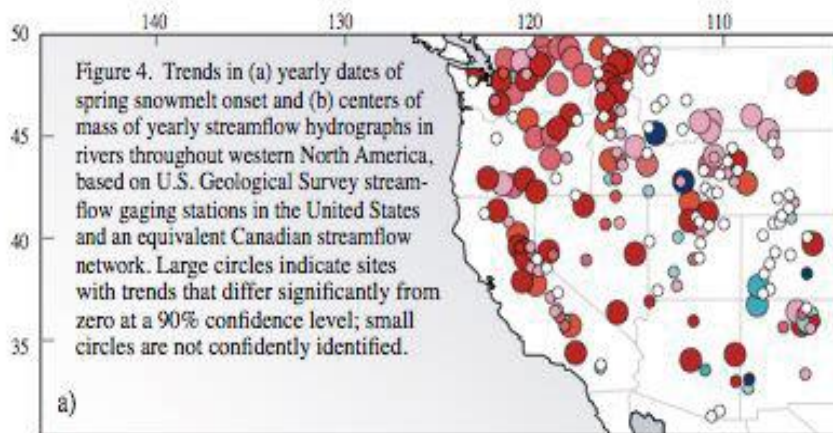 140 130 120 110
50
Figure 4. Trends in (a) yearly dates of
spring snowmelt onset and (b) centers of
mass of yearly streamflow hydrographs in
rivers throughout western North America,
45
based on U.S. Geological Survey stream-
flow gaging stations in the United States
and an equivalent Canadian streamflow
40
network. Large circles indicate sites
with trends that differ significantly from
zero at a 90% confidence level; small
circles are not confidently identified.
35
a)